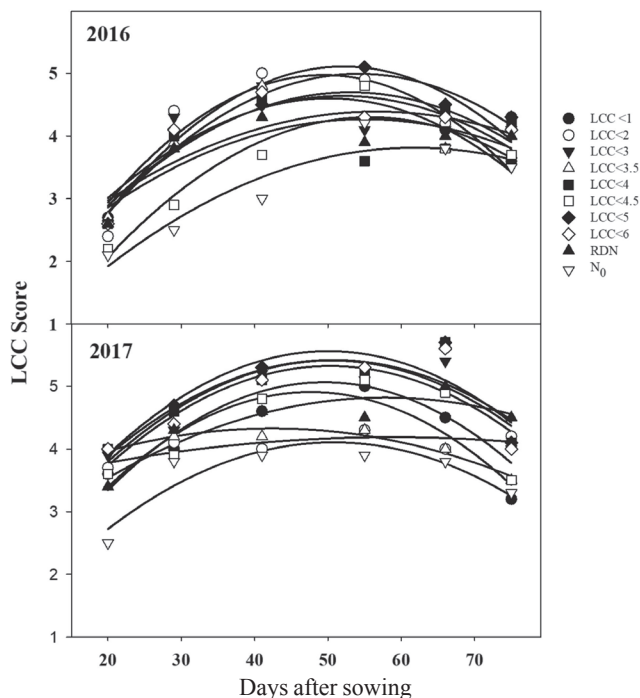 2016
5
4
3
2
1
LCC Score
2017
5
4
3
2
1
20 30 40 50 60 70
Days after sowing
LCC <1
LCC<2
LCC<3
LCC<3.5
LCC<4
LCC<4.5
LCC<5
LCC<6
RDN
N0